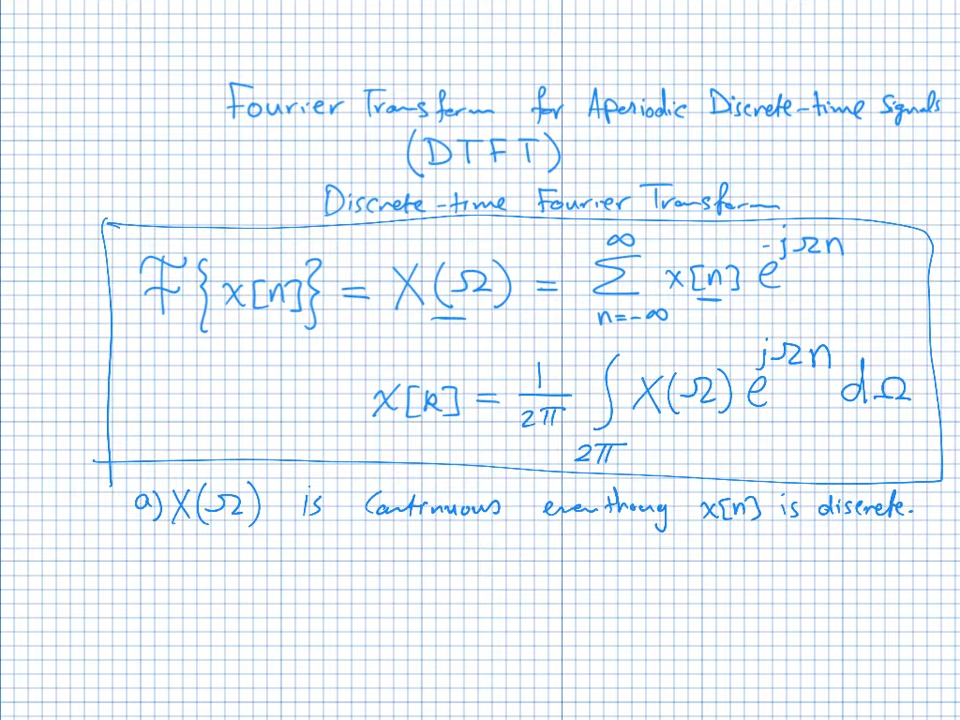 Fourier Transform for Aperiodic Discrete-time Signals
(DTFT)
Discrete-time Fourier Transform
F{x[n]} = X(Ω) = ∑_{n=-∞}^{∞} x[n] e^{-jΩn}
x[k] = 1/2π ∫_{2π} X(Ω) e^{jΩn} dΩ
a) X(Ω) is Continuous eventhoug x[n] is discrete.